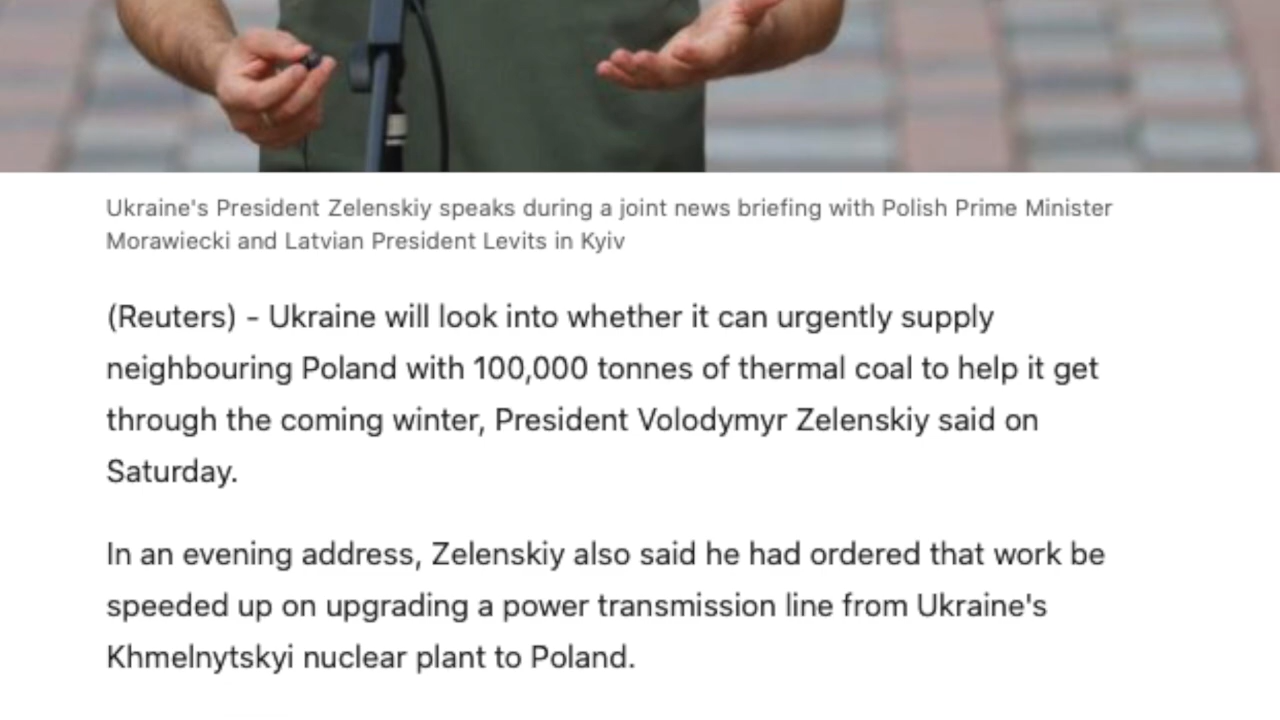 Ukraine's President Zelenskiy speaks during a joint news briefing with Polish Prime Minister
Morawiecki and Latvian President Levits in Kyiv
(Reuters) - Ukraine will look into whether it can urgently supply
neighbouring Poland with 100,000 tonnes of thermal coal to help it get
through the coming winter, President Volodymyr Zelenskiy said on
Saturday.
In an evening address, Zelenskiy also said he had ordered that work be
speeded up on upgrading a power transmission line from Ukraine's
Khmelnytskyi nuclear plant to Poland.